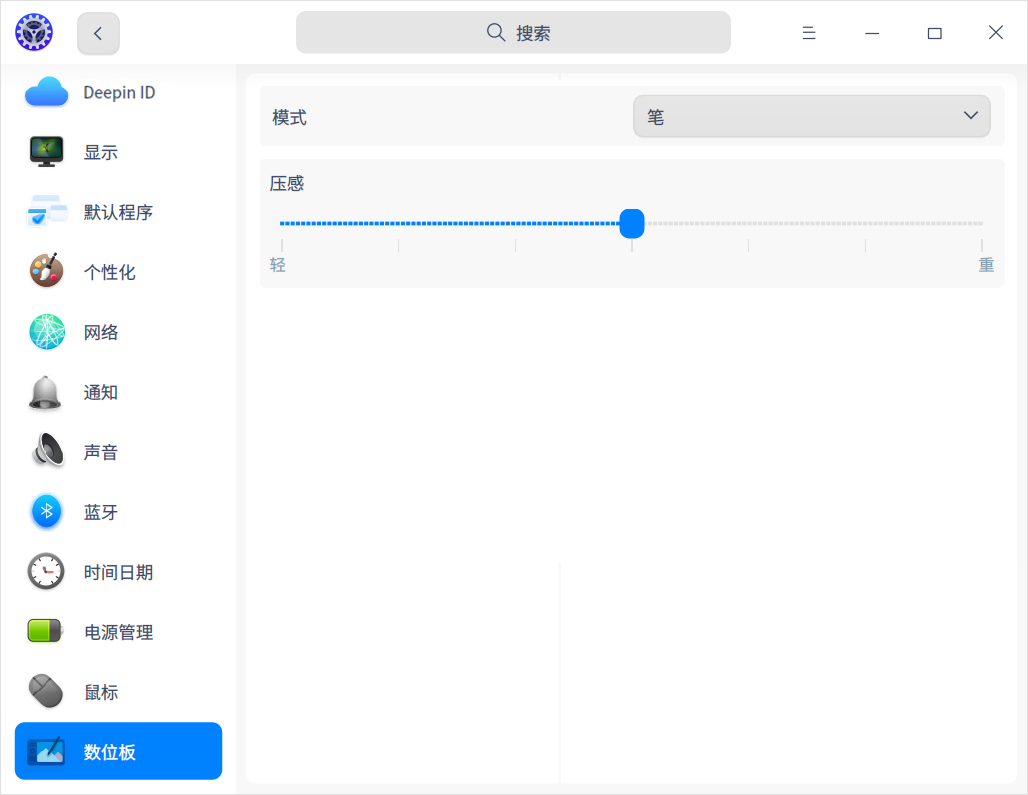 搜索
Deepin ID
显示
默认程序
个性化
网络
通知
声音
蓝牙
时间日期
电源管理
鼠标
数位板
模式
笔
压感
轻
重